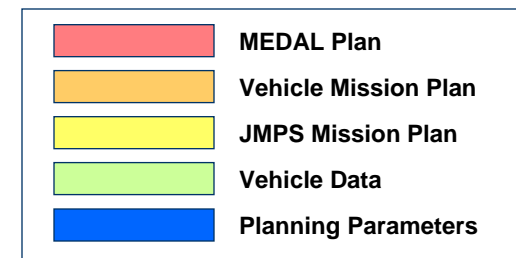 MEDAL Plan
Vehicle Mission Plan
JMPS Mission Plan
Vehicle Data
Planning Parameters